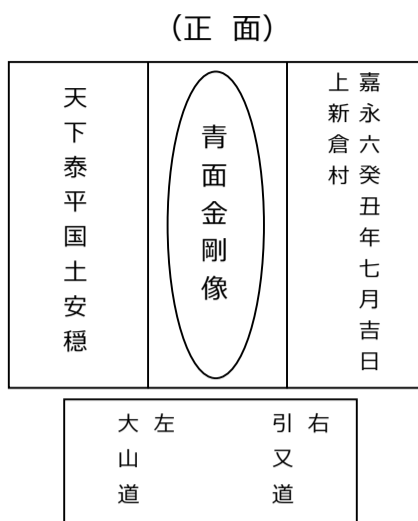 （正 面）
嘉永六癸丑年七月吉日
上新倉村
青面金剛像
天下泰平国土安穏
右
引又道
左
大山道